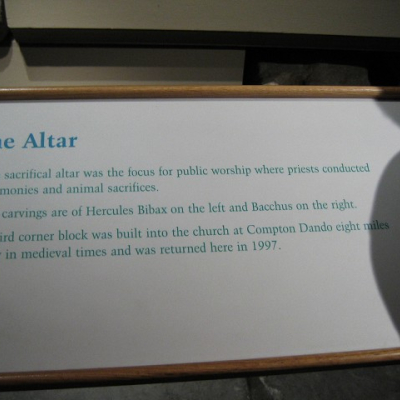 e Altar
sacrifical altar was the focus for public worship where priests conducted
monies and animal sacrifices.
carvings are of Hercules Bibax on the left and Bacchus on the right.
ird corner block was built into the church at Compton Dando eight miles
in medieval times and was returned here in 1997.